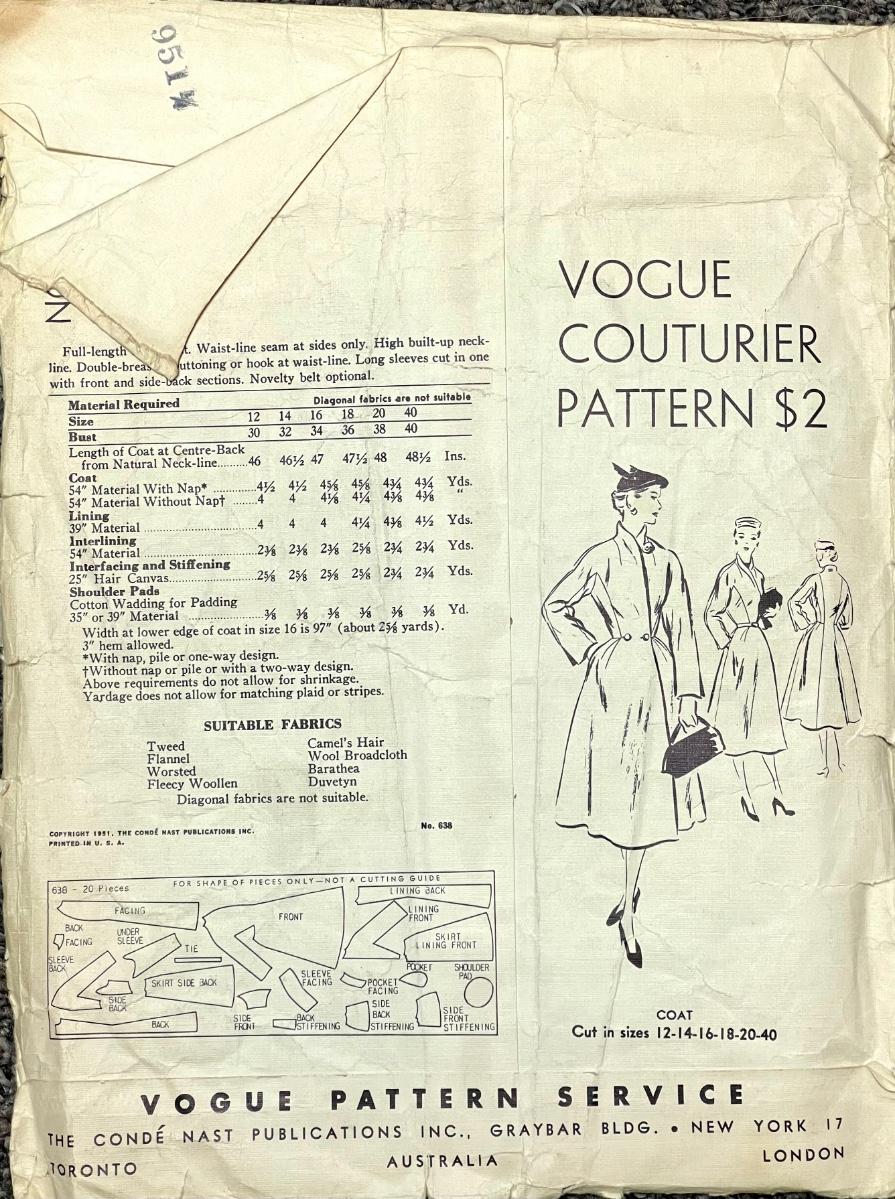 951
No
Full-length t. Waist-line seam at sides only. High built-up neck-
line. Double-breas uttoning or hook at waist-line. Long sleeves cut in one
with front and side-back sections. Novelty belt optional.
Material Required Diagonal fabrics are not suitable
Size 12 14 16 18 20 40
Bust 30 32 34 36 38 40
Length of Coat at Centre-Back
from Natural Neck-line.........46 46½ 47 47½ 48 48½ Ins.
Coat
54" Material With Nap* ..............4½ 4½ 4⅝ 4⅝ 4¾ 4¾ Yds.
54" Material Without Nap† .......4 4 4⅛ 4¼ 4⅜ 4⅜ "
Lining
39" Material ..............................4 4 4 4¼ 4⅜ 4½ Yds.
Interlining
54" Material ..............................2⅜ 2⅜ 2⅜ 2⅝ 2¾ 2¾ Yds.
Interfacing and Stiffening
25" Hair Canvas.........................2⅝ 2⅝ 2⅝ 2⅝ 2¾ 2¾ Yds.
Shoulder Pads
Cotton Wadding for Padding
35" or 39" Material ...................⅜ ⅜ ⅜ ⅜ ⅜ ⅜ Yd.
Width at lower edge of coat in size 16 is 97" (about 2⅝ yards).
3" hem allowed.
*With nap, pile or one-way design.
†Without nap or pile or with a two-way design.
Above requirements do not allow for shrinkage.
Yardage does not allow for matching plaid or stripes.
SUITABLE FABRICS
Tweed Camel's Hair
Flannel Wool Broadcloth
Worsted Barathea
Fleecy Woollen Duvetyn
Diagonal fabrics are not suitable.
COPYRIGHT 1951, THE CONDÉ NAST PUBLICATIONS INC. No. 638
PRINTED IN U. S. A.
638 - 20 Pieces FOR SHAPE OF PIECES ONLY—NOT A CUTTING GUIDE
LINING BACK
FACING
FRONT
LINING
FRONT
BACK
FACING
UNDER
SLEEVE
SKIRT
LINING FRONT
TIE
SLEEVE
BACK
SKIRT SIDE BACK
SLEEVE
FACING
POCKET
POCKET
FACING
SHOULDER
PAD
SIDE
BACK
SIDE
FRONT
BACK
STIFFENING
SIDE
BACK
STIFFENING
SIDE
FRONT
STIFFENING
BACK
VOGUE
COUTURIER
PATTERN $2
COAT
Cut in sizes 12-14-16-18-20-40
VOGUE PATTERN SERVICE
THE CONDÉ NAST PUBLICATIONS INC., GRAYBAR BLDG. • NEW YORK 17
TORONTO AUSTRALIA LONDON